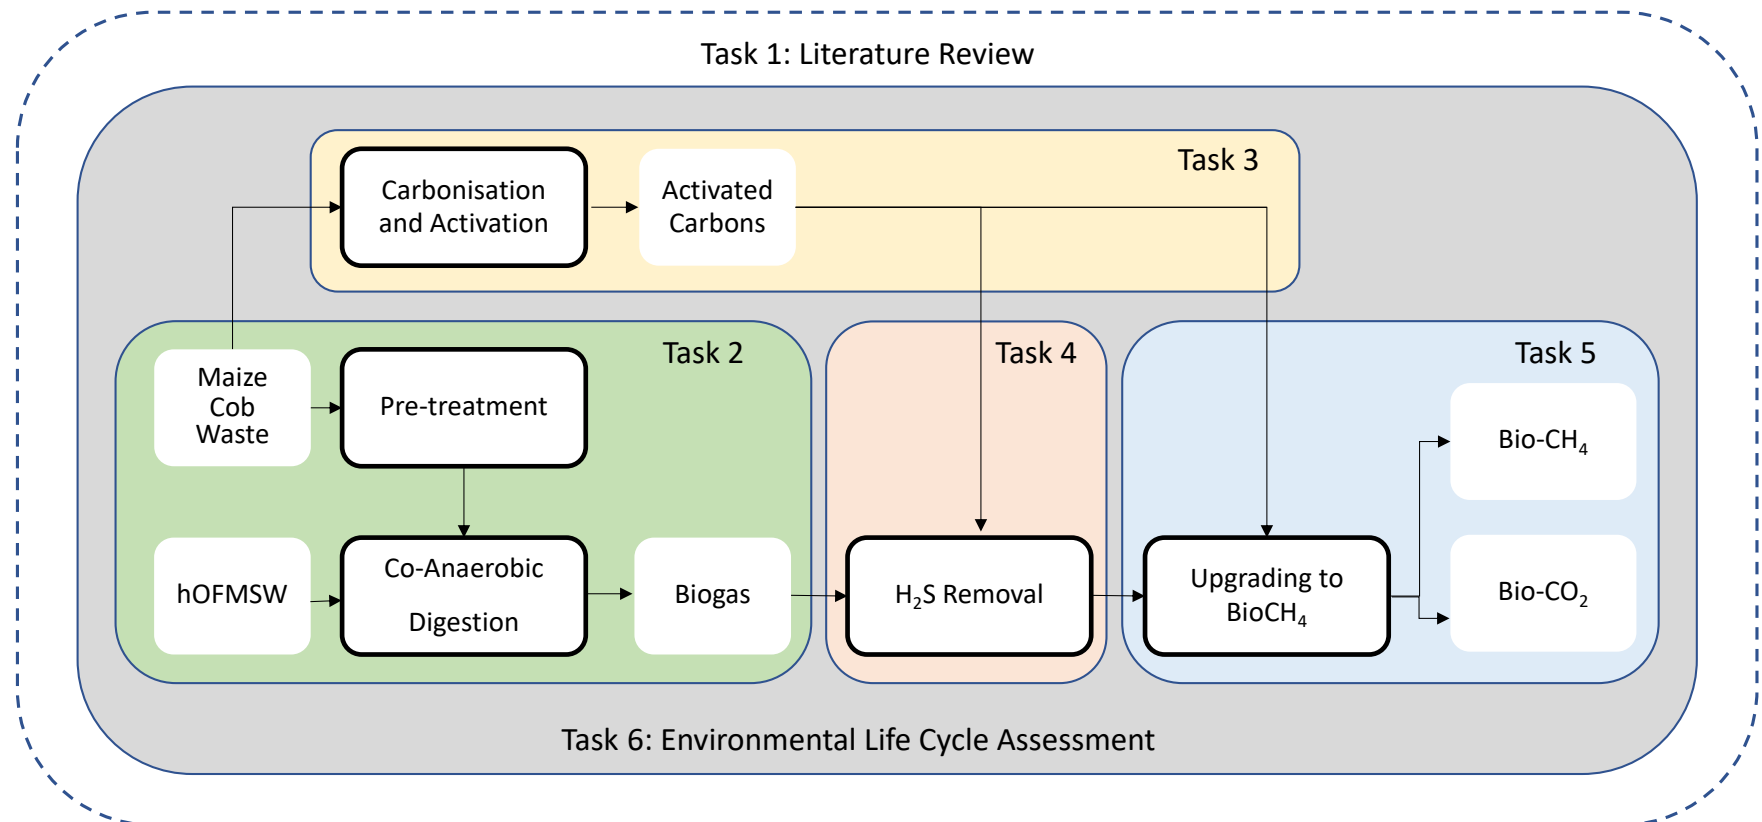 Task 1: Literature Review
Task 3
Carbonisation
and Activation
Activated
Carbons
Task 2
Task 4
Task 5
Maize
Cob
Waste
Pre-treatment
Bio-CH₄
hOFMSW
Co-Anaerobic
Digestion
Biogas
H₂S Removal
Upgrading to
BioCH₄
Bio-CO₂
Task 6: Environmental Life Cycle Assessment